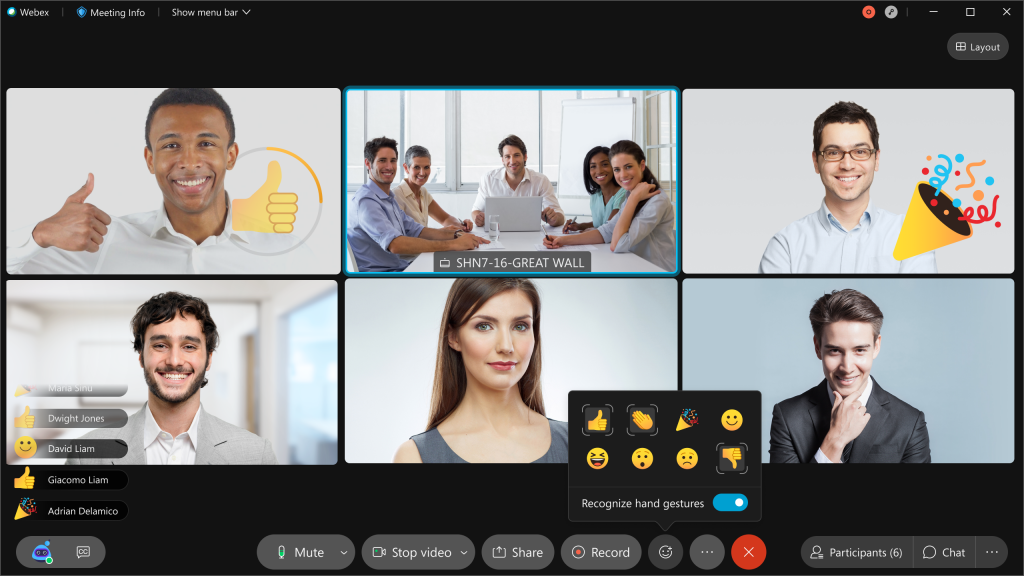 Webex
Meeting Info
Show menu bar
Layout
SHN7-16-GREAT WALL
Maria Sinu
Dwight Jones
David Liam
Giacomo Liam
Adrian Delamico
Recognize hand gestures
CC
Mute
Stop video
Share
Record
Participants (6)
Chat